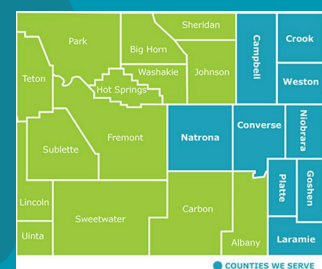 Sheridan
Park
Big Horn
Campbell
Crook
Teton
Washakie
Johnson
Weston
Hot Springs
Natrona
Converse
Niobrara
Fremont
Sublette
Platte
Goshen
Lincoln
Sweetwater
Carbon
Uinta
Albany
Laramie
COUNTIES WE SERVE